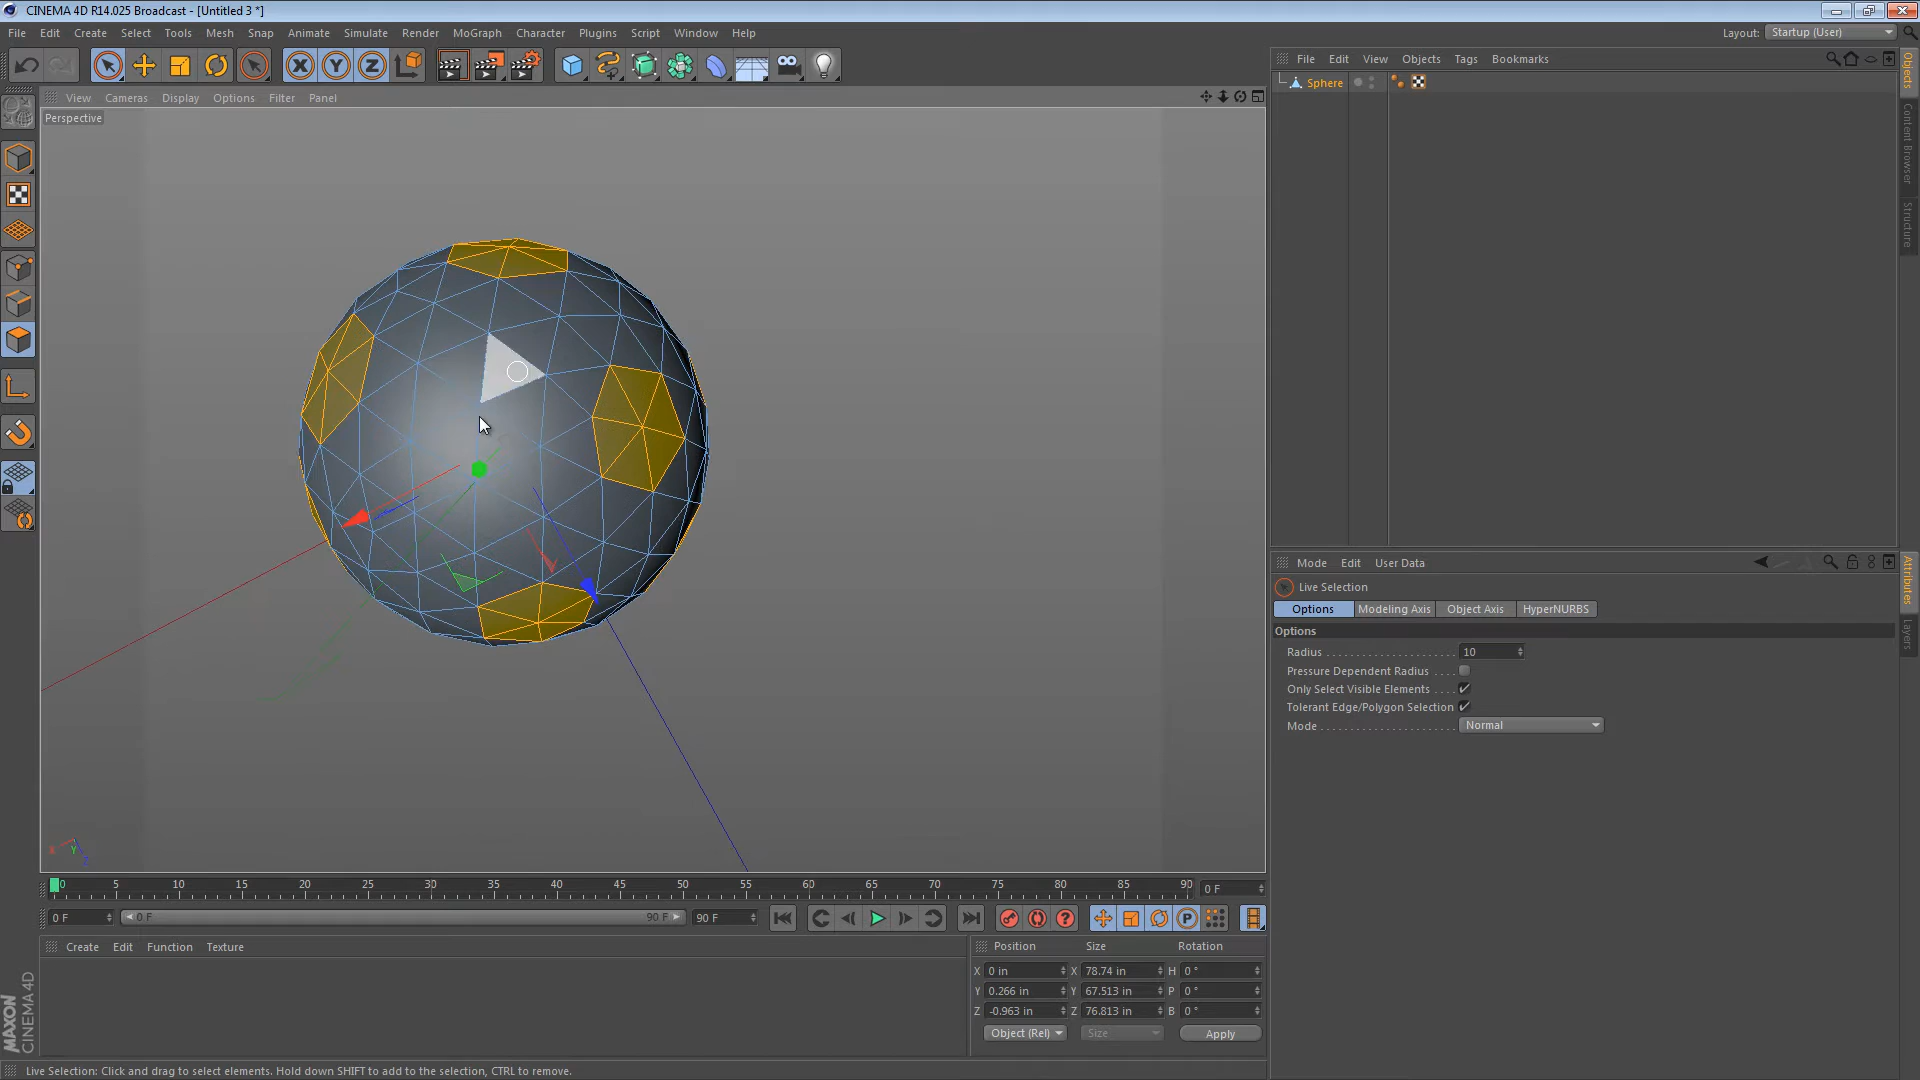 CINEMA 4D R14.025 Broadcast - [Untitled 3 *]
File Edit Create Select Tools Mesh Snap Animate Simulate Render Character Plugins Script Window Help
MoGraph
Layout: Startup (User)
View Cameras Display Options Filter Panel
Perspective
File Edit View Objects Tags Bookmarks
Sphere
Objects
Content Browser
Structure
Mode Edit User Data
Live Selection
Options Modeling Axis Object Axis HyperNURBS
Options
Radius 10
Pressure Dependent Radius
Only Select Visible Elements
Tolerant Edge/Polygon Selection
Mode Normal
Attributes
Layers
X Y Z
0 5 10 15 20 25 30 35 40 45 50 55 60 65 70 75 80 85 90 0 F
0 F 0 F 90 F 90 F
Create Edit Function Texture
Position Size Rotation
X 0 in X 78.74 in H 0 °
Y 0.266 in Y 67.513 in P 0 °
Z -0.963 in Z 76.813 in B 0 °
Object (Rel) Size Apply
MAXON CINEMA 4D
Live Selection: Click and drag to select elements. Hold down SHIFT to add to the selection, CTRL to remove.